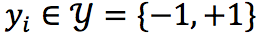 yᵢ ∈ 𝒴 = {−1, +1}